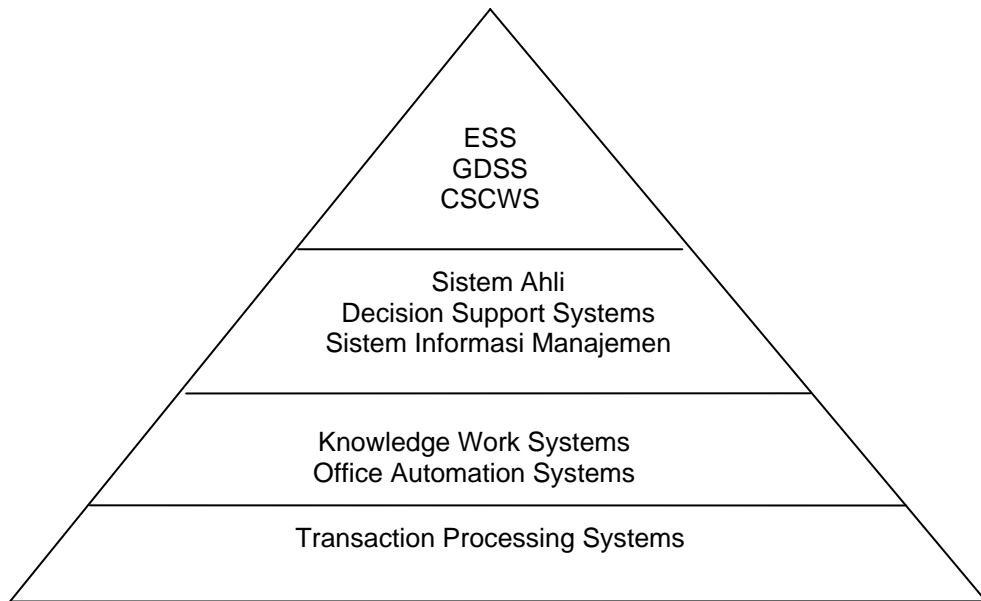 ESS
GDSS
CSCWS
Sistem Ahli
Decision Support Systems
Sistem Informasi Manajemen
Knowledge Work Systems
Office Automation Systems
Transaction Processing Systems